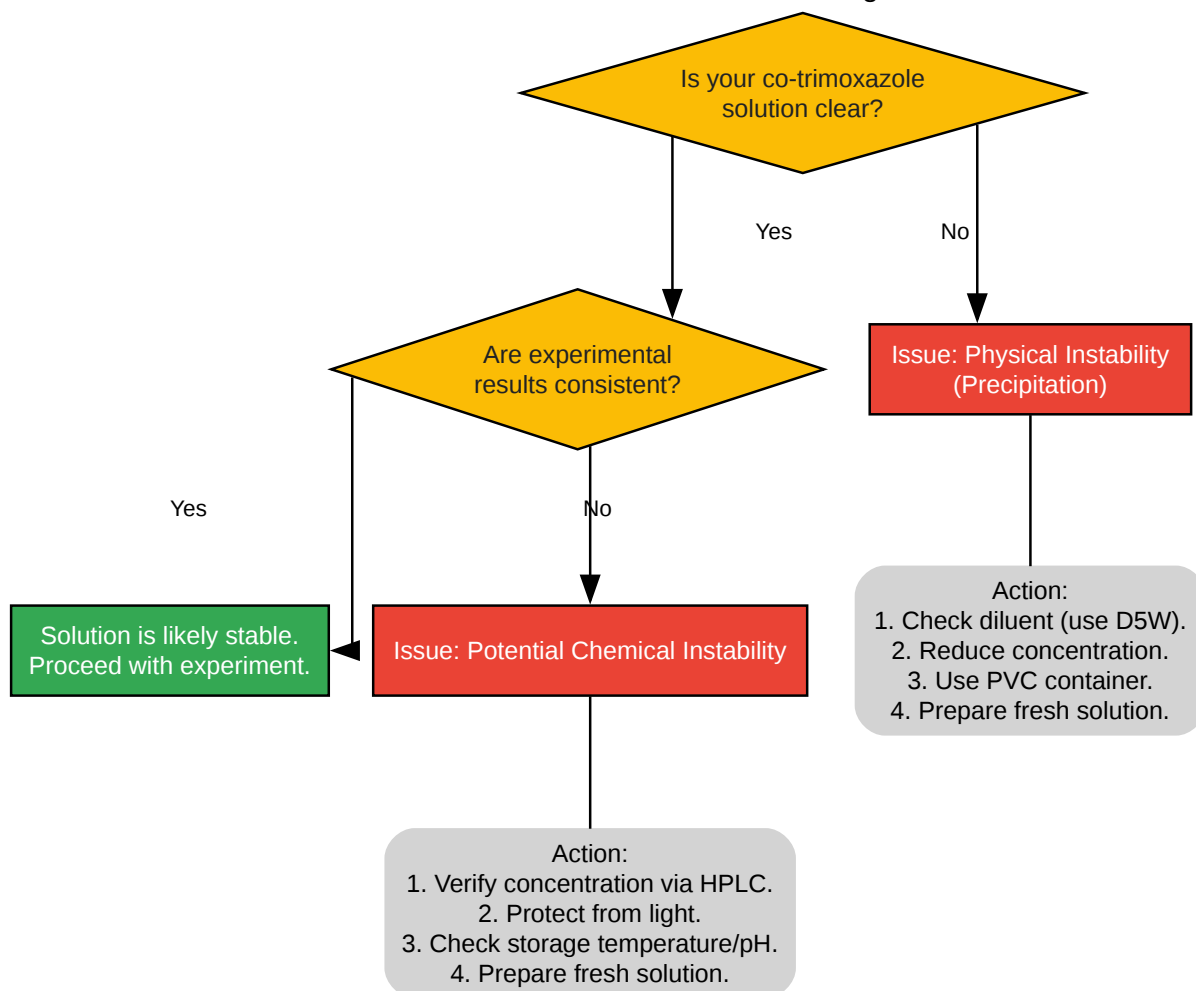 Is your co-trimoxazole
solution clear?
Yes
No
Are experimental
results consistent?
Issue: Physical Instability
(Precipitation)
Yes
No
Solution is likely stable.
Proceed with experiment.
Issue: Potential Chemical Instability
Action:
1. Check diluent (use D5W).
2. Reduce concentration.
3. Use PVC container.
4. Prepare fresh solution.
Action:
1. Verify concentration via HPLC.
2. Protect from light.
3. Check storage temperature/pH.
4. Prepare fresh solution.